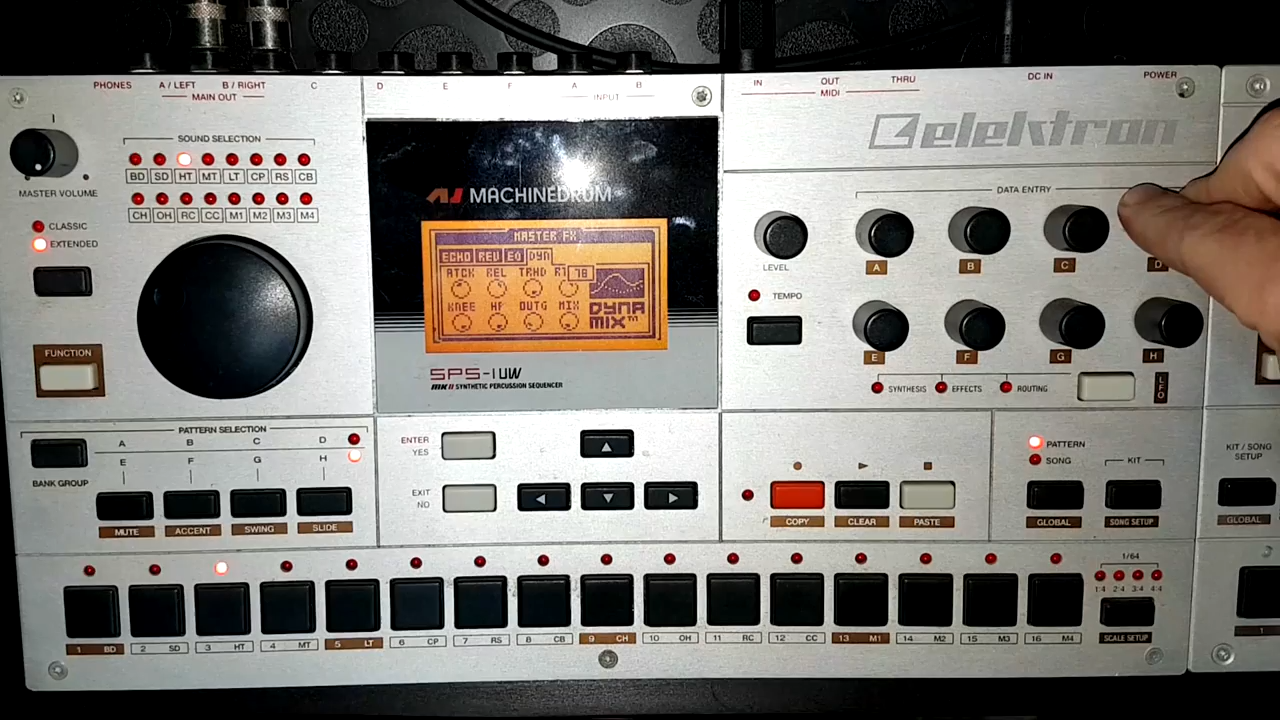 PHONES A / LEFT B / RIGHT C D E F A B
MAIN OUT
INPUT
IN OUT THRU DC IN POWER
MIDI
elektron
SOUND SELECTION
BD SD HT MT LT CP RS CB
CH OH RC CC M1 M2 M3 M4
MASTER VOLUME
CLASSIC
EXTENDED
FUNCTION
MACHINEDRUM
MASTER FX
ECHO REV EQ DYN
ATCK REL TRHD RT 76
KNEE HP OUTG MIX
DYNA
MIX™
SPS-1UW
MKII SYNTHETIC PERCUSSION SEQUENCER
DATA ENTRY
LEVEL A B C D
TEMPO
E F G H
SYNTHESIS EFFECTS ROUTING
LFO
PATTERN SELECTION
A B C D
E F G H
BANK GROUP
MUTE ACCENT SWING SLIDE
ENTER
YES
EXIT
NO
COPY CLEAR PASTE
PATTERN
SONG
KIT
GLOBAL SONG SETUP
KIT / SONG
SETUP
GLOBAL
1/64
1:4 2:4 3:4 4:4
SCALE SETUP
1 BD 2 SD 3 HT 4 MT 5 LT 6 CP 7 RS 8 CB 9 CH 10 OH 11 RC 12 CC 13 M1 14 M2 15 M3 16 M4
1